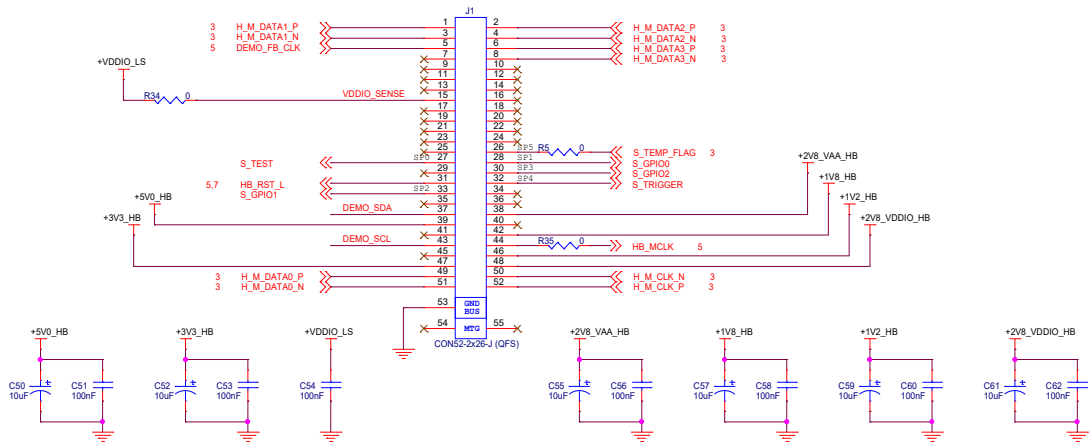 J1
3 H_M_DATA1_P 1 2 H_M_DATA2_P 3
3 H_M_DATA1_N 3 4 H_M_DATA2_N 3
5 DEMO_FB_CLK 5 6 H_M_DATA3_P 3
7 8 H_M_DATA3_N 3
+VDDIO_LS 9 10
11 12
13 14
R34 0 VDDIO_SENSE 15 16
17 18
19 20
21 22
23 24
25 26 SP5 R5 0 S_TEMP_FLAG 3
S_TEST SP0 27 28 SP1 S_GPIO0
29 30 SP3 S_GPIO2
5,7 HB_RST_L 31 32 SP4 S_TRIGGER
S_GPIO1 SP2 33 34
35 36
DEMO_SDA 37 38
39 40
41 42
DEMO_SCL 43 44 R35 0 HB_MCLK 5
45 46
47 48
3 H_M_DATA0_P 49 50 H_M_CLK_N 3
3 H_M_DATA0_N 51 52 H_M_CLK_P 3
+5V0_HB
+3V3_HB
+2V8_VAA_HB
+1V8_HB
+1V2_HB
+2V8_VDDIO_HB
53 GND
BUS
54 MTG 55
CON52-2x26-J (QFS)
+5V0_HB +3V3_HB +VDDIO_LS +2V8_VAA_HB +1V8_HB +1V2_HB +2V8_VDDIO_HB
C50 C51 C52 C53 C54 C55 C56 C57 C58 C59 C60 C61 C62
10uF 100nF 10uF 100nF 100nF 10uF 100nF 10uF 100nF 10uF 100nF 10uF 100nF